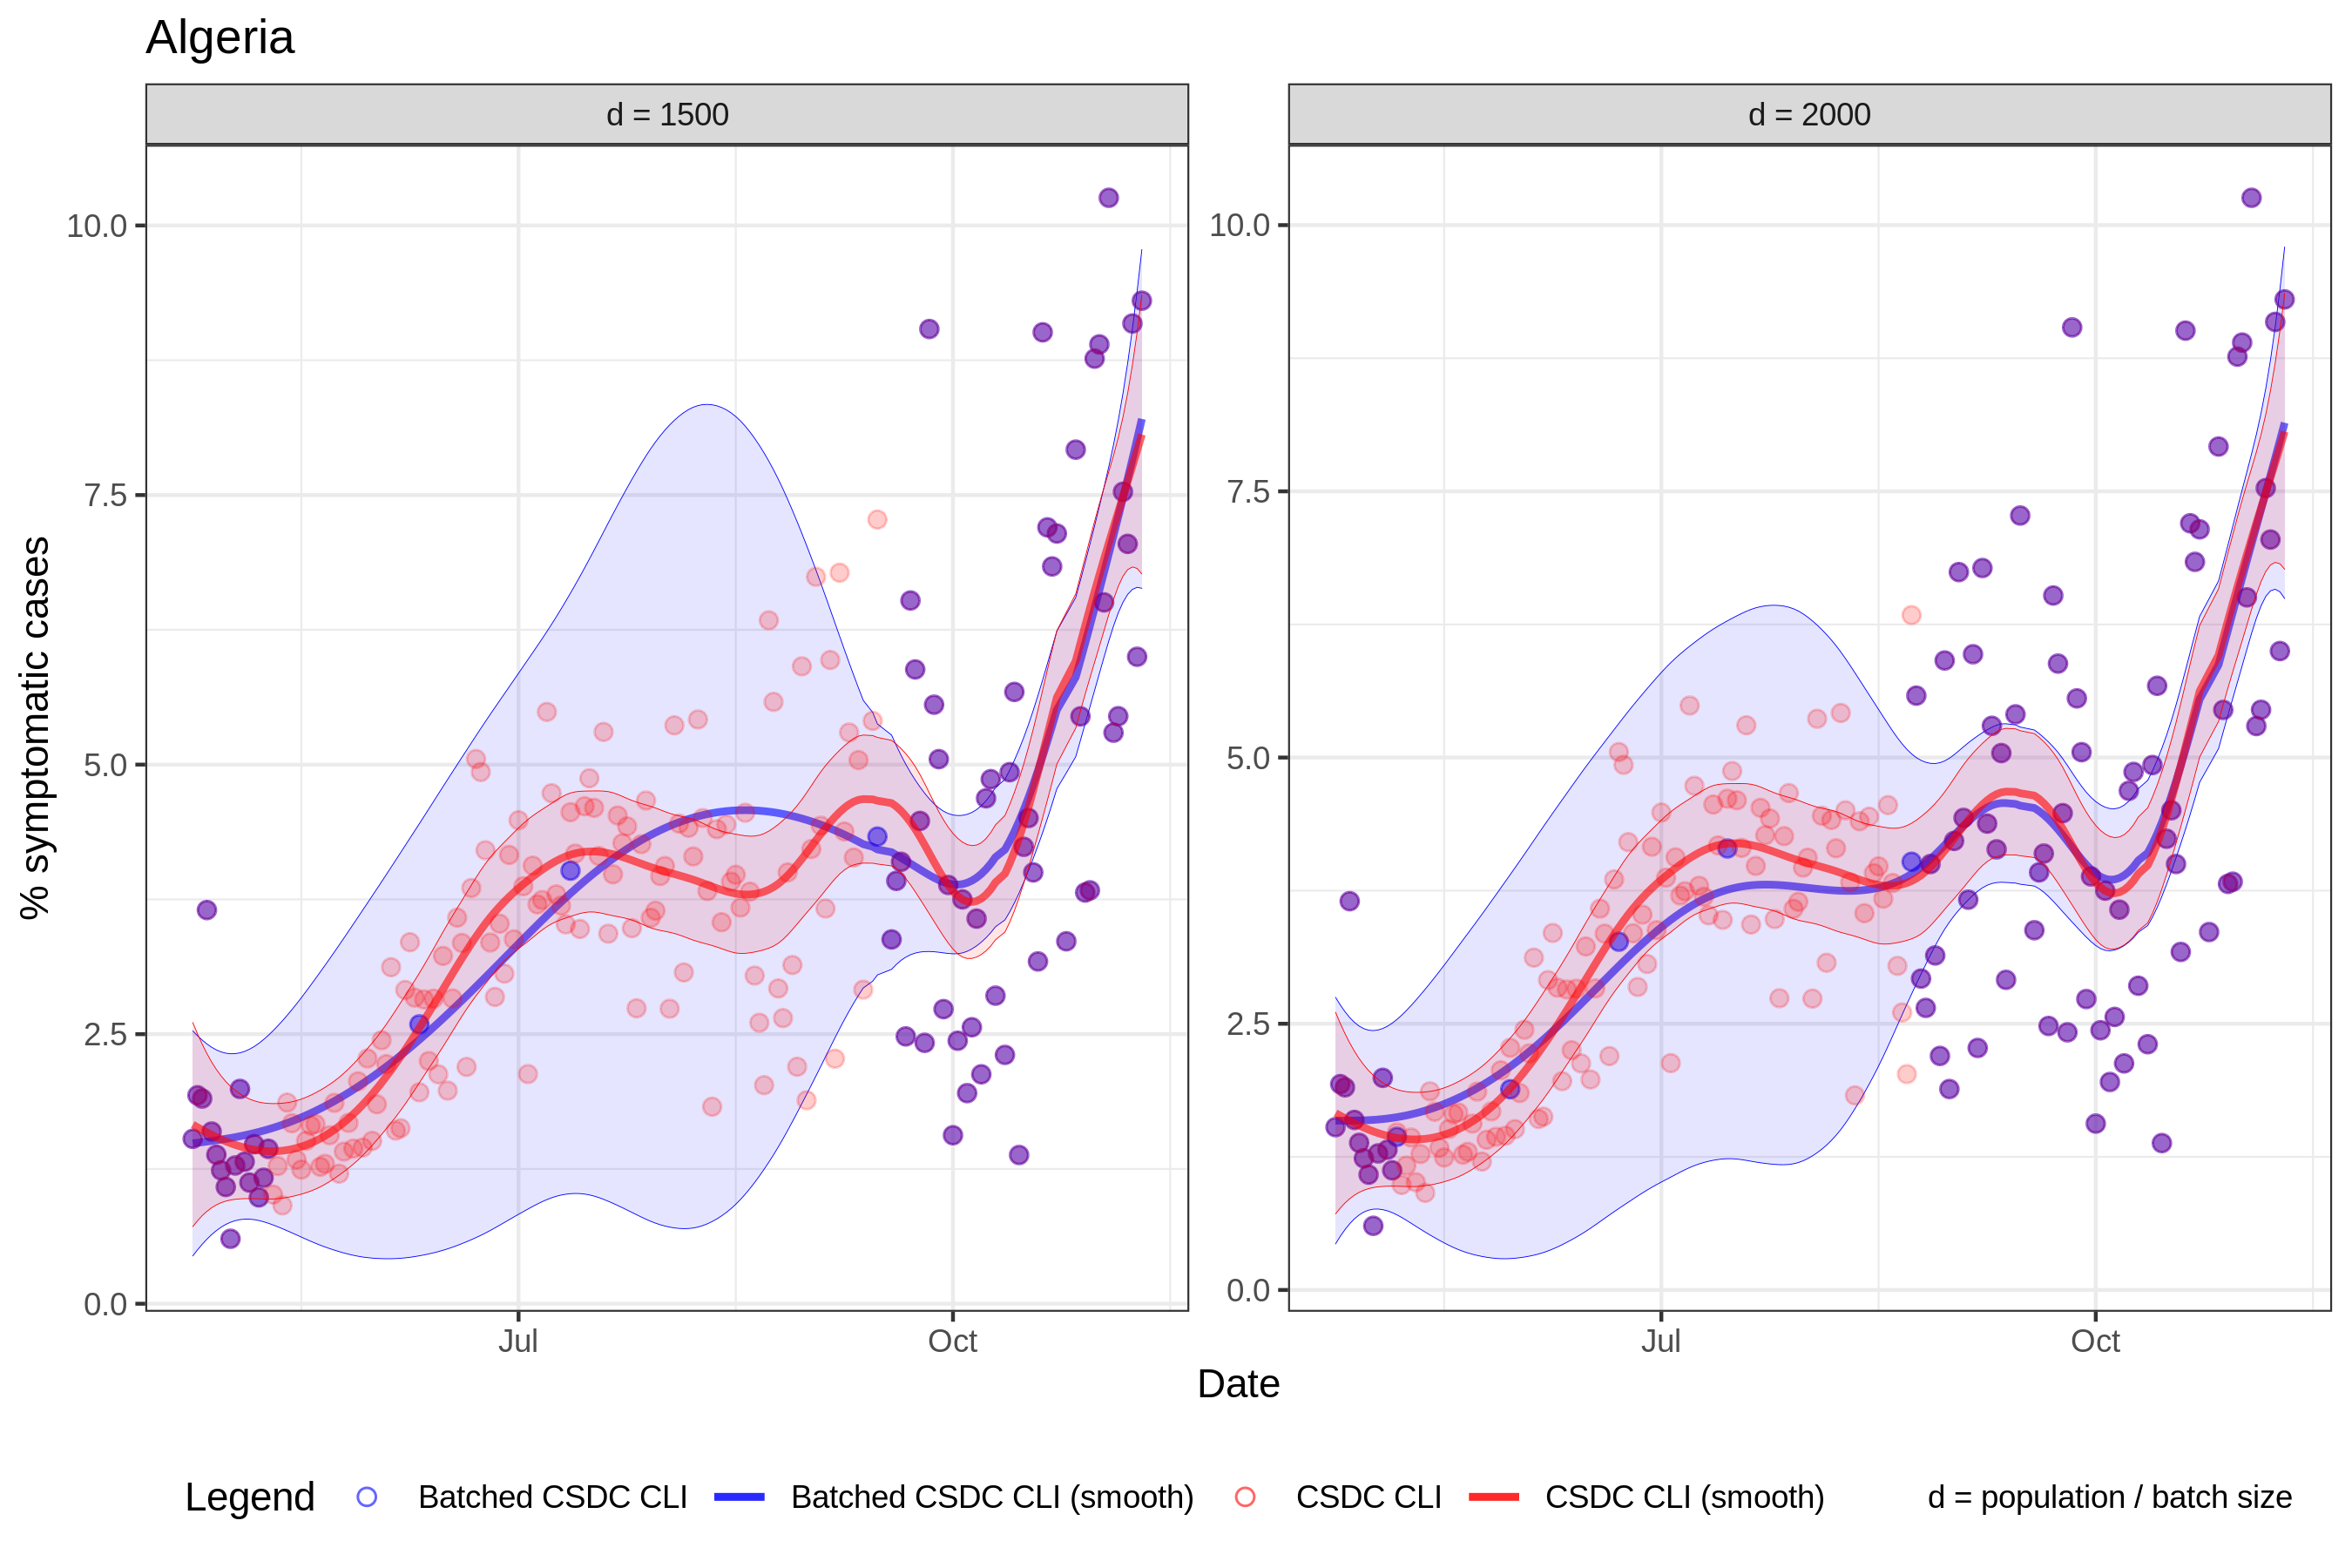 Algeria
d = 1500
d = 2000
% symptomatic cases
10.0
7.5
5.0
2.5
0.0
10.0
7.5
5.0
2.5
0.0
Jul
Oct
Jul
Oct
Date
Legend
Batched CSDC CLI
Batched CSDC CLI (smooth)
CSDC CLI
CSDC CLI (smooth)
d = population / batch size